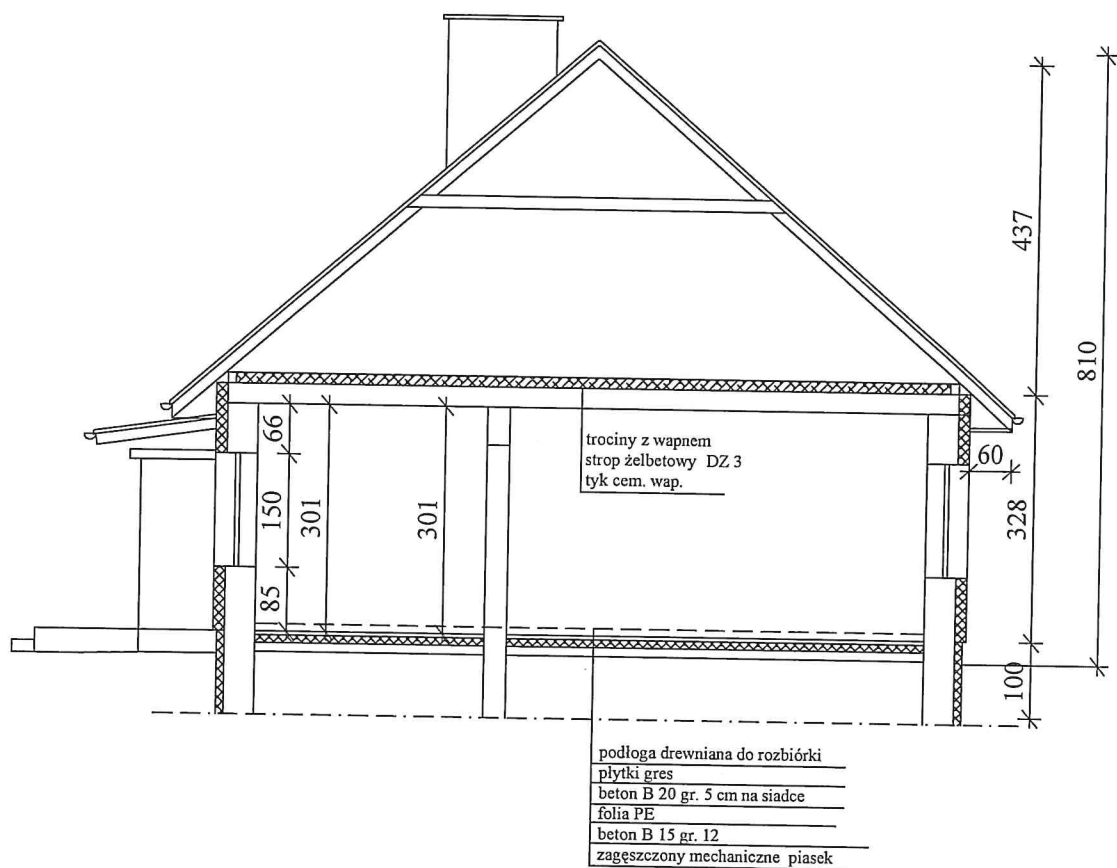 437
810
66
150
85
301
301
trociny z wapnem
strop żelbetowy DZ 3
tyk cem. wap.
60
328
100
podłoga drewniana do rozbiórki
płytki gres
beton B 20 gr. 5 cm na siadce
folia PE
beton B 15 gr. 12
zagęszczony mechaniczne piasek